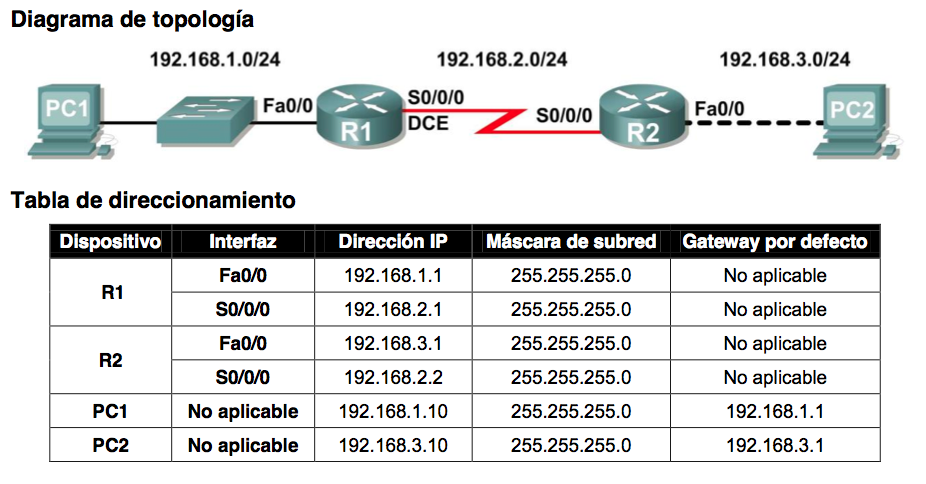 Diagrama de topología
192.168.1.0/24 192.168.2.0/24 192.168.3.0/24
PC1 Fa0/0 R1 S0/0/0 DCE S0/0/0 R2 Fa0/0 PC2
Tabla de direccionamiento
Dispositivo Interfaz Dirección IP Máscara de subred Gateway por defecto
R1 Fa0/0 192.168.1.1 255.255.255.0 No aplicable
S0/0/0 192.168.2.1 255.255.255.0 No aplicable
R2 Fa0/0 192.168.3.1 255.255.255.0 No aplicable
S0/0/0 192.168.2.2 255.255.255.0 No aplicable
PC1 No aplicable 192.168.1.10 255.255.255.0 192.168.1.1
PC2 No aplicable 192.168.3.10 255.255.255.0 192.168.3.1